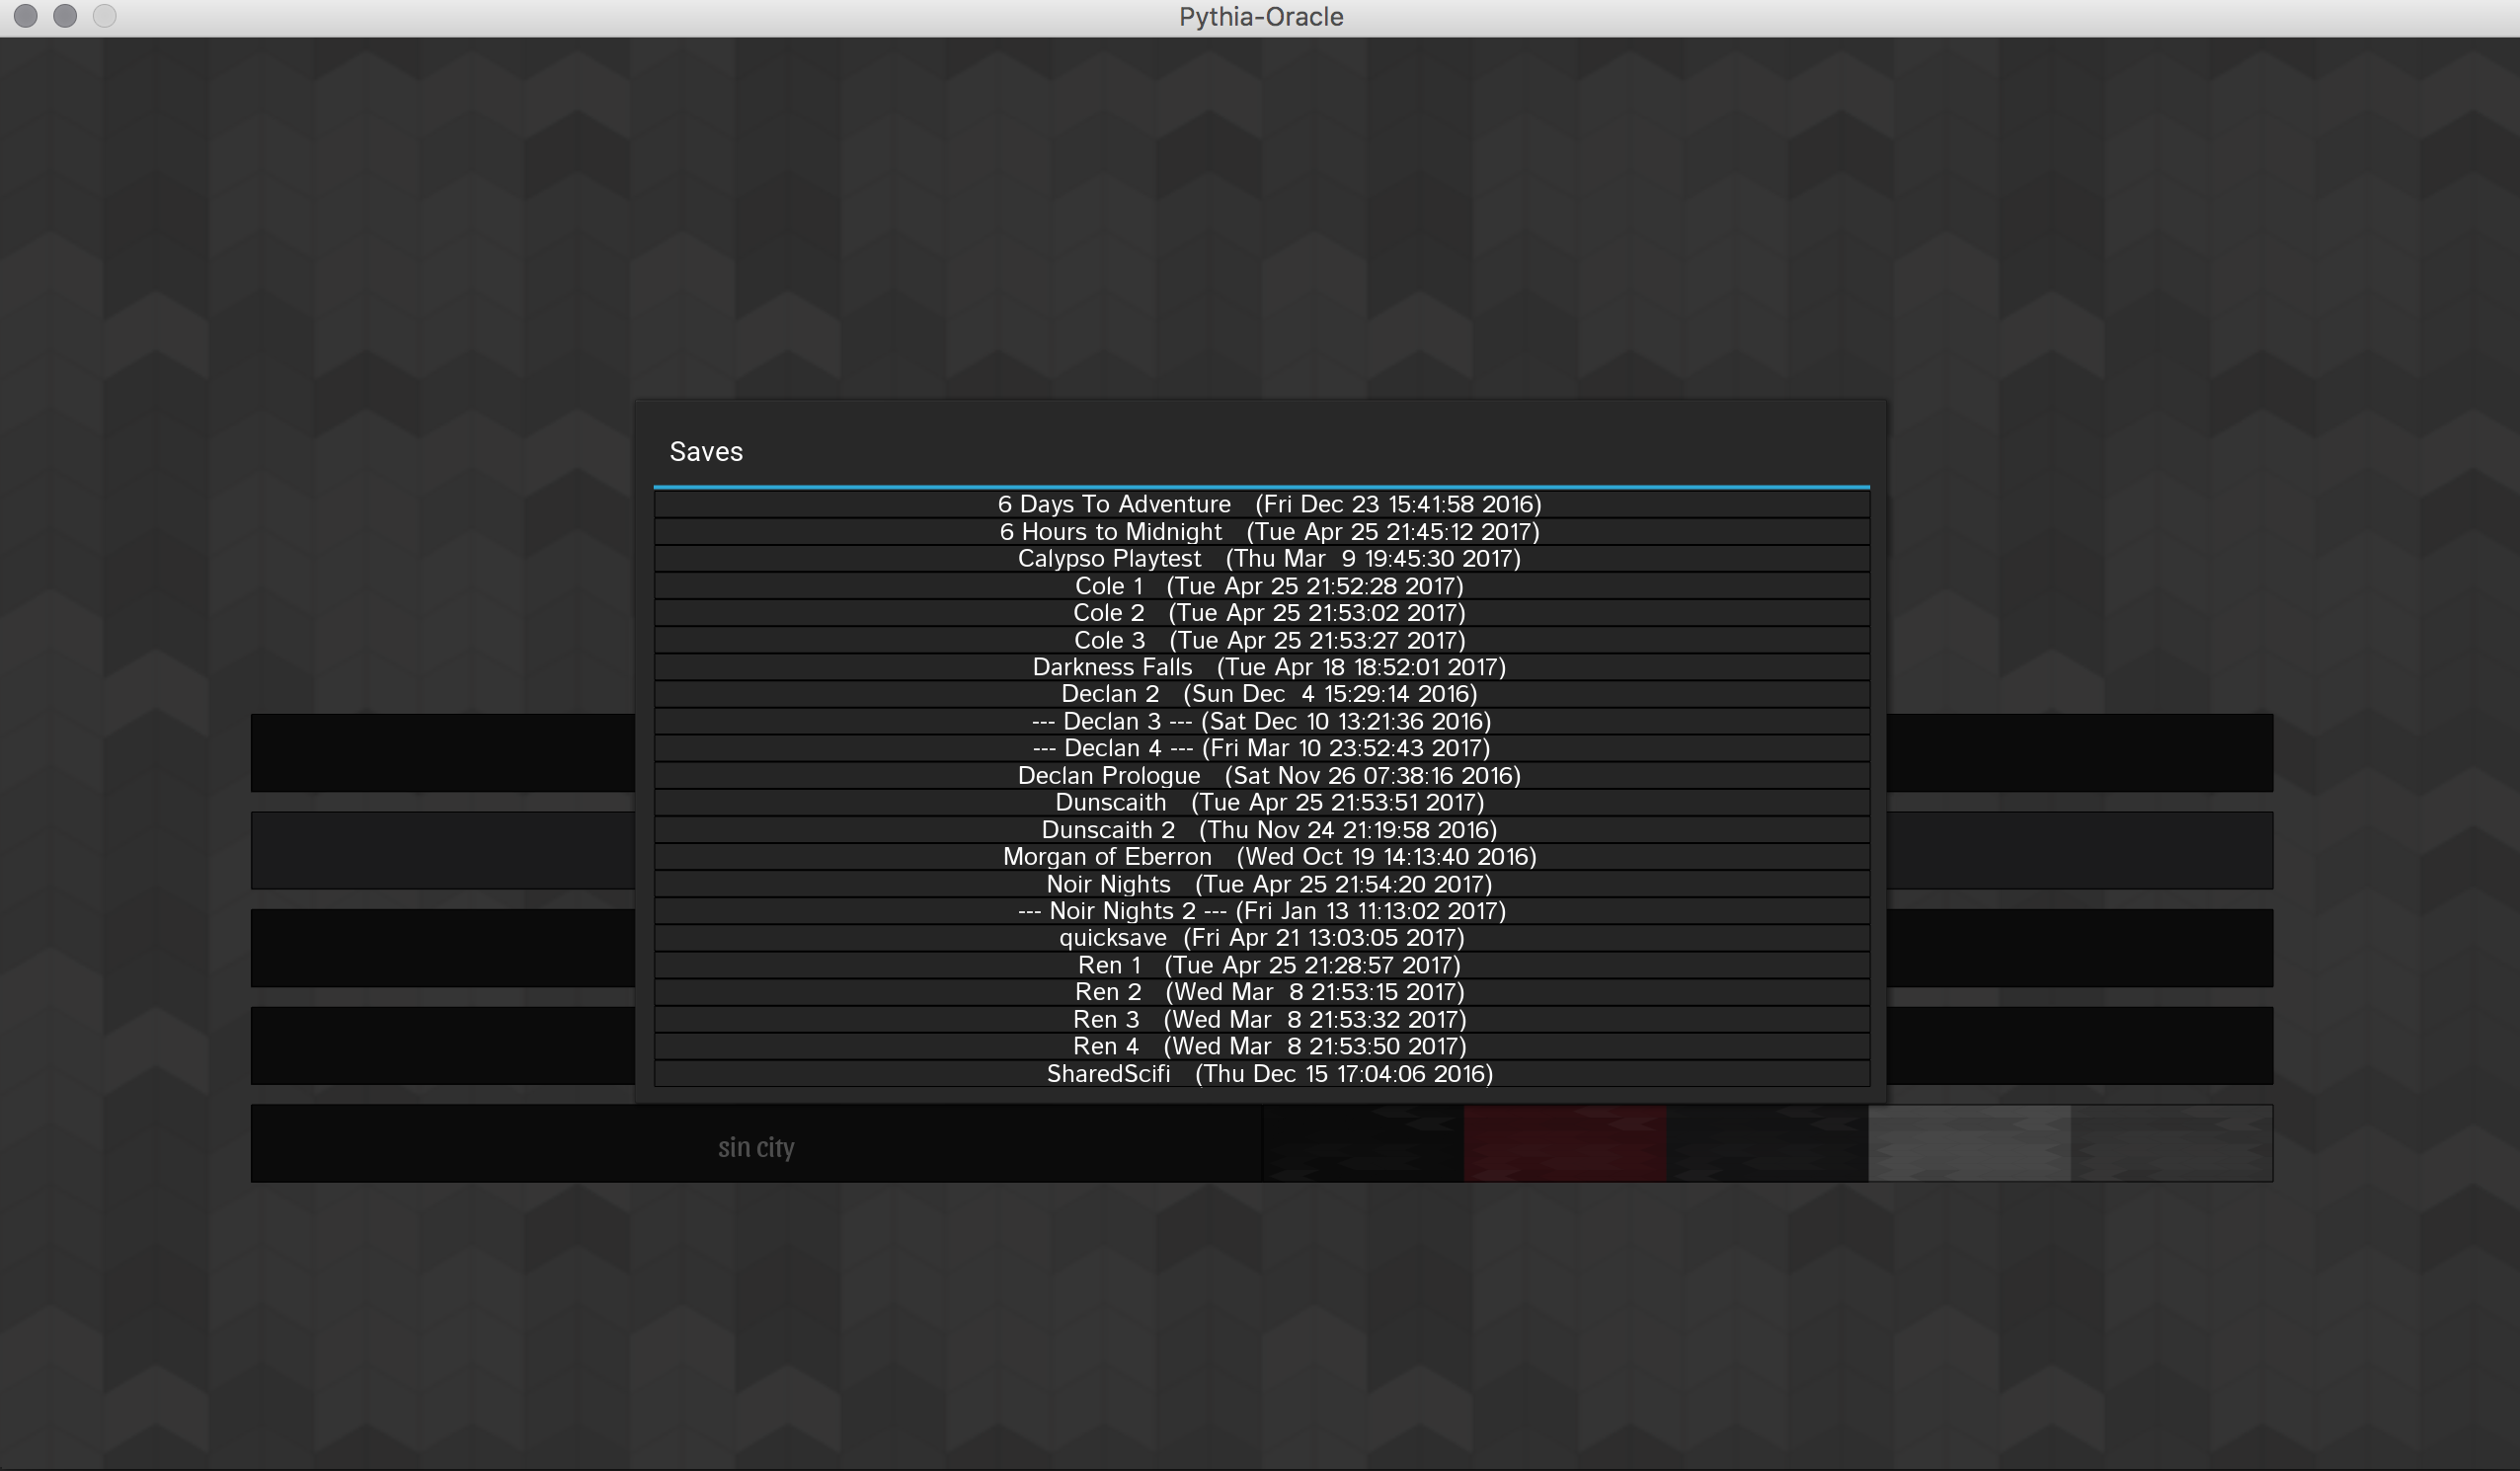 Pythia-Oracle
Saves
6 Days To Adventure (Fri Dec 23 15:41:58 2016)
6 Hours to Midnight (Tue Apr 25 21:45:12 2017)
Calypso Playtest (Thu Mar 9 19:45:30 2017)
Cole 1 (Tue Apr 25 21:52:28 2017)
Cole 2 (Tue Apr 25 21:53:02 2017)
Cole 3 (Tue Apr 25 21:53:27 2017)
Darkness Falls (Tue Apr 18 18:52:01 2017)
Declan 2 (Sun Dec 4 15:29:14 2016)
--- Declan 3 --- (Sat Dec 10 13:21:36 2016)
--- Declan 4 --- (Fri Mar 10 23:52:43 2017)
Declan Prologue (Sat Nov 26 07:38:16 2016)
Dunscaith (Tue Apr 25 21:53:51 2017)
Dunscaith 2 (Thu Nov 24 21:19:58 2016)
Morgan of Eberron (Wed Oct 19 14:13:40 2016)
Noir Nights (Tue Apr 25 21:54:20 2017)
--- Noir Nights 2 --- (Fri Jan 13 11:13:02 2017)
quicksave (Fri Apr 21 13:03:05 2017)
Ren 1 (Tue Apr 25 21:28:57 2017)
Ren 2 (Wed Mar 8 21:53:15 2017)
Ren 3 (Wed Mar 8 21:53:32 2017)
Ren 4 (Wed Mar 8 21:53:50 2017)
SharedScifi (Thu Dec 15 17:04:06 2016)
sin city